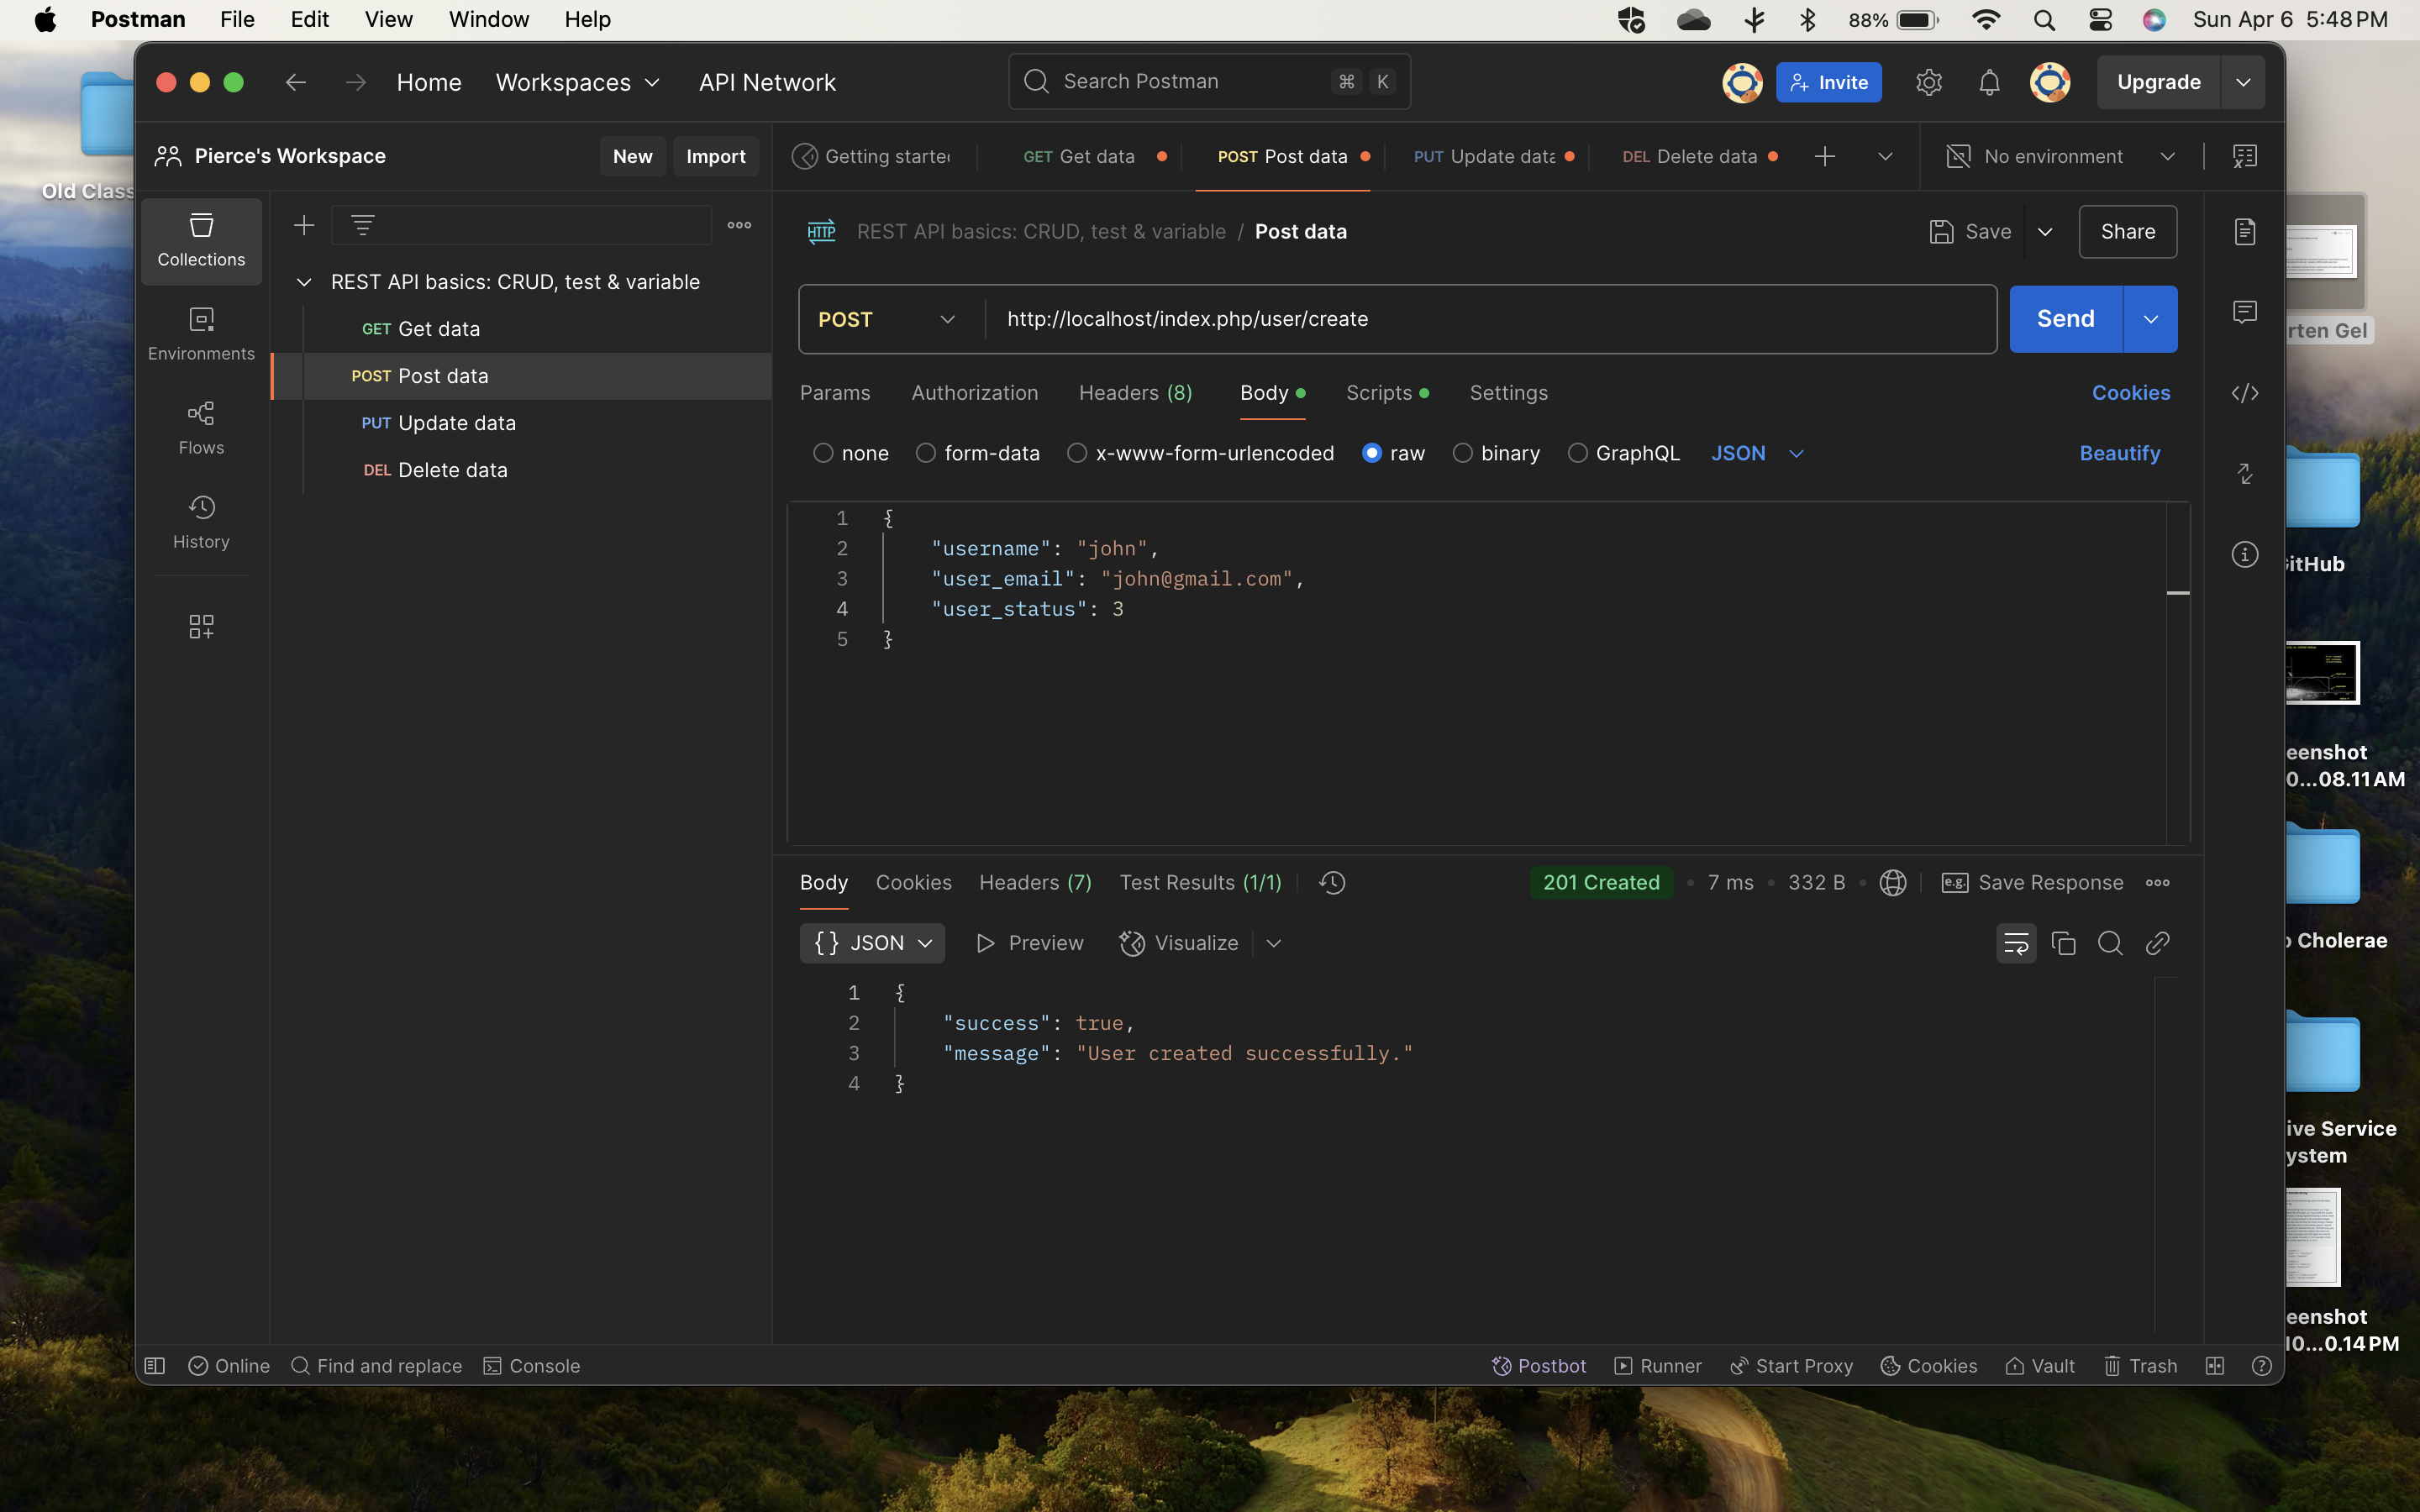 Postman File Edit View Window Help 88% Sun Apr 6 5:48 PM
Home Workspaces API Network Search Postman ⌘ K Invite Upgrade
Pierce's Workspace New Import
Getting starte GET Get data POST Post data PUT Update data DEL Delete data No environment
Old Class
Collections
Environments
Flows
History
REST API basics: CRUD, test & variable
GET Get data
POST Post data
PUT Update data
DEL Delete data
HTTP REST API basics: CRUD, test & variable / Post data Save Share
POST http://localhost/index.php/user/create Send
Params Authorization Headers (8) Body Scripts Settings Cookies
none form-data x-www-form-urlencoded raw binary GraphQL JSON Beautify
1 {
2 "username": "john",
3 "user_email": "john@gmail.com",
4 "user_status": 3
5 }
Body Cookies Headers (7) Test Results (1/1) 201 Created • 7 ms • 332 B • e.g. Save Response
{} JSON Preview Visualize
1 {
2 "success": true,
3 "message": "User created successfully."
4 }
Online Find and replace Console Postbot Runner Start Proxy Cookies Vault Trash
rten Gel
itHub
eenshot
0...08.11 AM
o Cholerae
ive Service
ystem
eenshot
10...0.14 PM